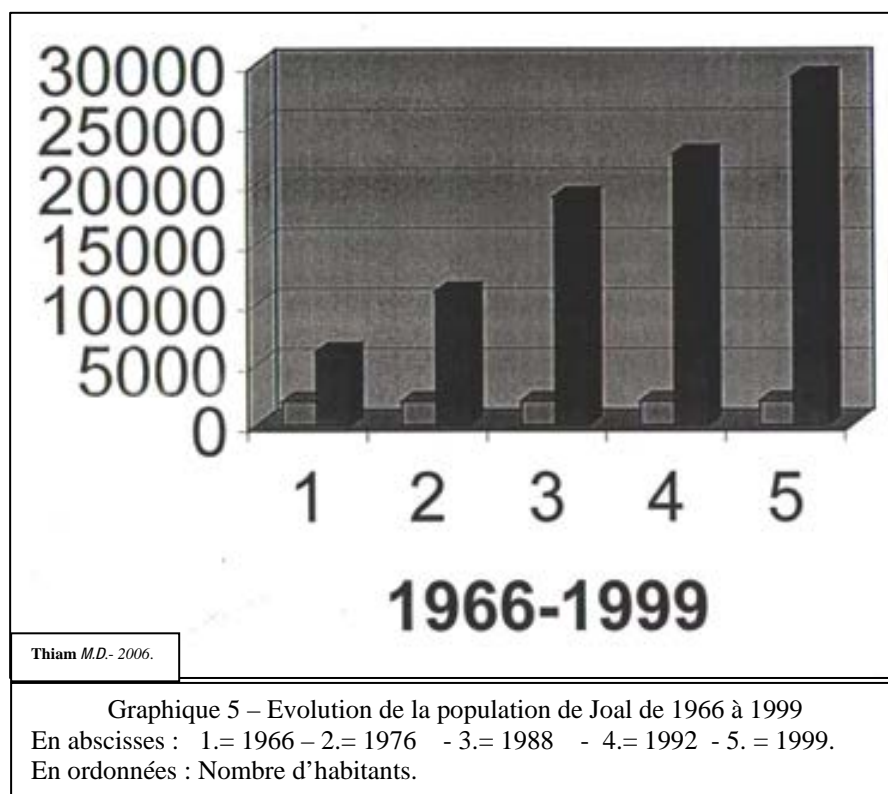 30000
25000
20000
15000
10000
5000
0
1 2 3 4 5
1966-1999
Thiam M.D.- 2006.
Graphique 5 – Evolution de la population de Joal de 1966 à 1999
En abscisses : 1.= 1966 – 2.= 1976 - 3.= 1988 - 4.= 1992 - 5. = 1999.
En ordonnées : Nombre d’habitants.